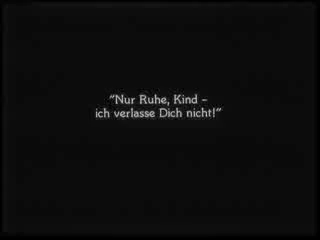 "Nur Ruhe, Kind –
ich verlasse Dich nicht!"